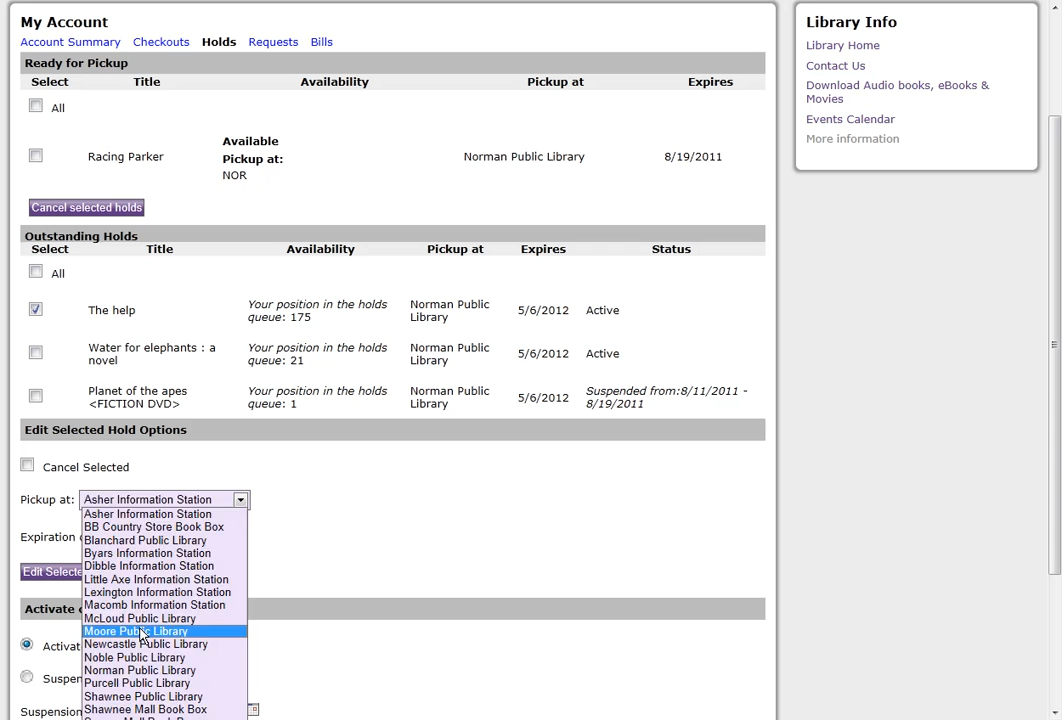 My Account
Account Summary Checkouts Holds Requests Bills
Ready for Pickup
Select Title Availability Pickup at Expires
All
Racing Parker
Available
Pickup at:
NOR
Norman Public Library
8/19/2011
Cancel selected holds
Outstanding Holds
Select Title Availability Pickup at Expires Status
All
The help
Your position in the holds
queue: 175
Norman Public
Library
5/6/2012
Active
Water for elephants : a
novel
Your position in the holds
queue: 21
Norman Public
Library
5/6/2012
Active
Planet of the apes
<FICTION DVD>
Your position in the holds
queue: 1
Norman Public
Library
5/6/2012
Suspended from:8/11/2011 -
8/19/2011
Edit Selected Hold Options
Cancel Selected
Pickup at: Asher Information Station
Asher Information Station
BB Country Store Book Box
Blanchard Public Library
Byars Information Station
Dibble Information Station
Little Axe Information Station
Lexington Information Station
Macomb Information Station
McLoud Public Library
Moore Public Library
Newcastle Public Library
Noble Public Library
Norman Public Library
Purcell Public Library
Shawnee Public Library
Shawnee Mall Book Box
Expiration
Edit Selecte
Activate
Activat
Suspen
Suspension
Library Info
Library Home
Contact Us
Download Audio books, eBooks &
Movies
Events Calendar
More information